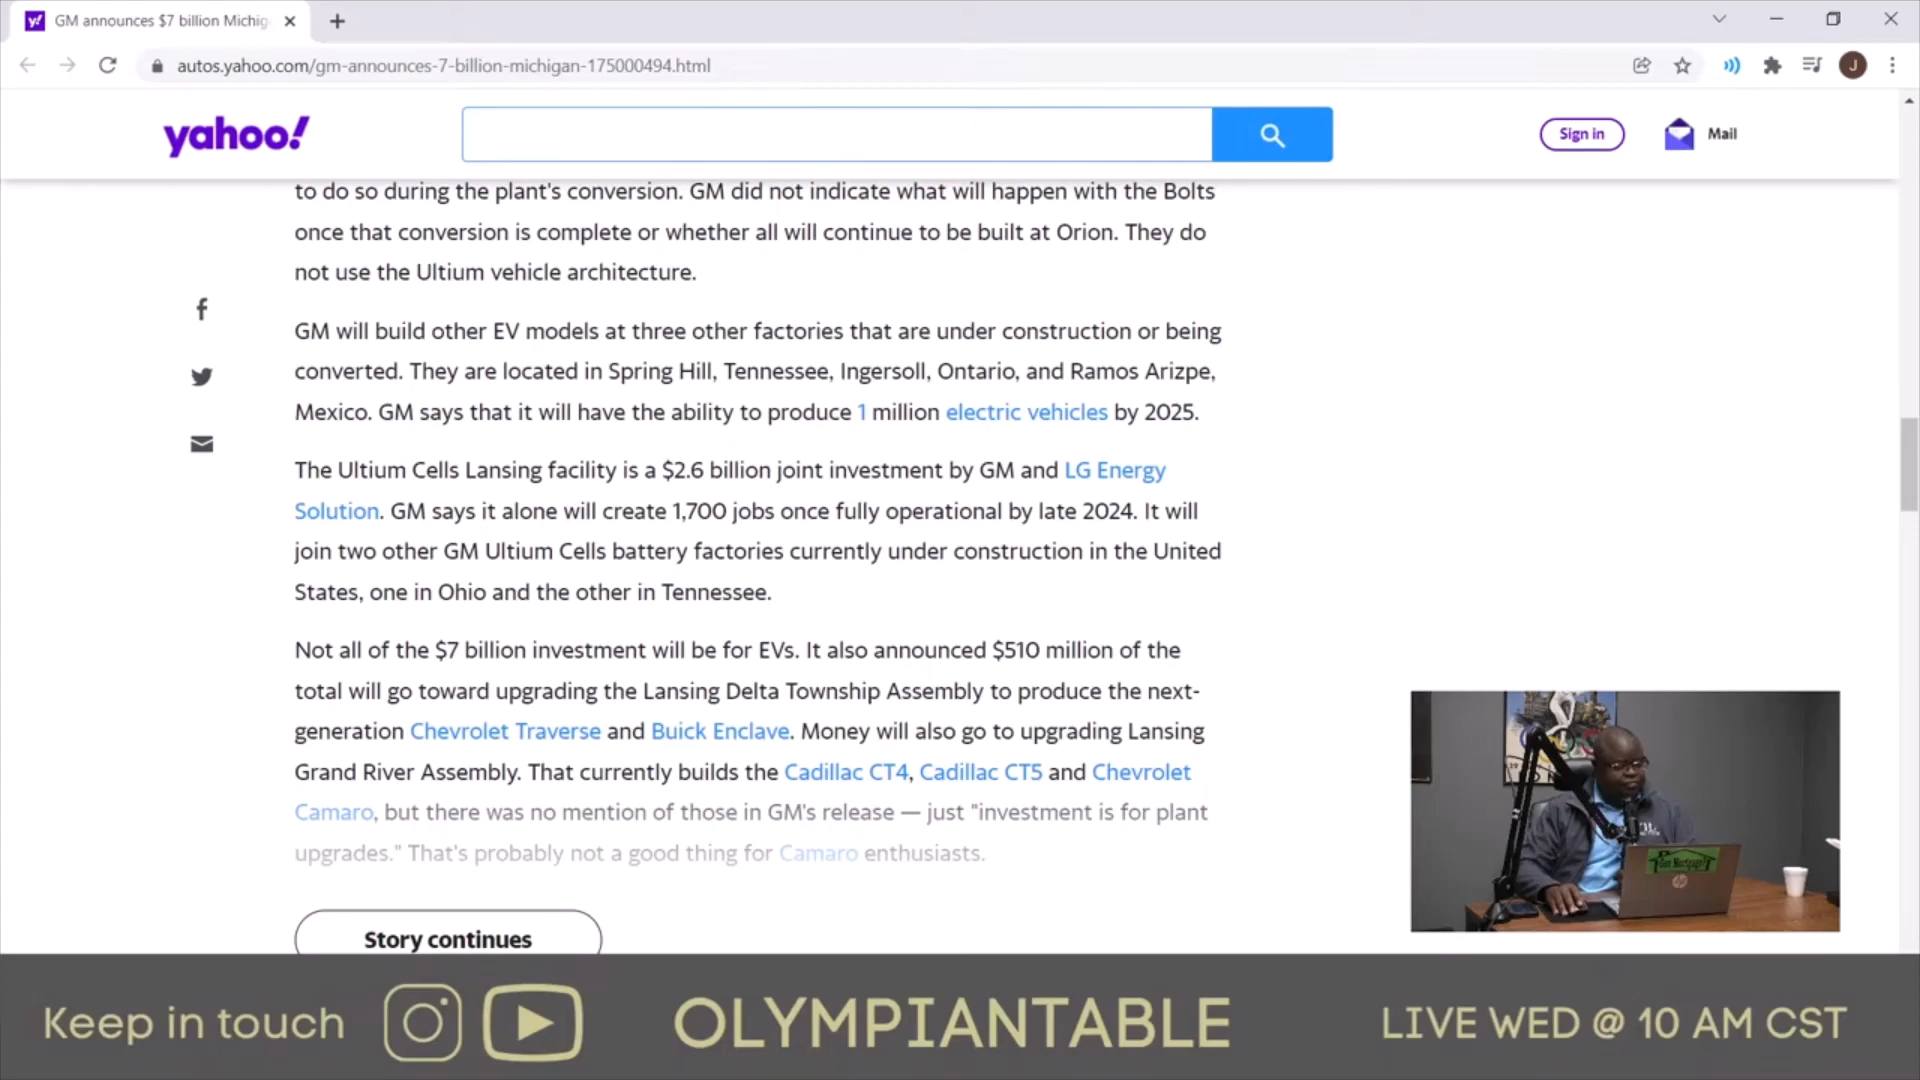 GM announces $7 billion Michig
autos.yahoo.com/gm-announces-7-billion-michigan-175000494.html
J
yahoo!
Sign in
Mail
to do so during the plant's conversion. GM did not indicate what will happen with the Bolts
once that conversion is complete or whether all will continue to be built at Orion. They do
not use the Ultium vehicle architecture.
GM will build other EV models at three other factories that are under construction or being
converted. They are located in Spring Hill, Tennessee, Ingersoll, Ontario, and Ramos Arizpe,
Mexico. GM says that it will have the ability to produce 1 million electric vehicles by 2025.
The Ultium Cells Lansing facility is a $2.6 billion joint investment by GM and LG Energy
Solution. GM says it alone will create 1,700 jobs once fully operational by late 2024. It will
join two other GM Ultium Cells battery factories currently under construction in the United
States, one in Ohio and the other in Tennessee.
Not all of the $7 billion investment will be for EVs. It also announced $510 million of the
total will go toward upgrading the Lansing Delta Township Assembly to produce the next-
generation Chevrolet Traverse and Buick Enclave. Money will also go to upgrading Lansing
Grand River Assembly. That currently builds the Cadillac CT4, Cadillac CT5 and Chevrolet
Camaro, but there was no mention of those in GM's release — just "investment is for plant
upgrades." That's probably not a good thing for Camaro enthusiasts.
Story continues
hp
Keep in touch
OLYMPIANTABLE
LIVE WED @ 10 AM CST